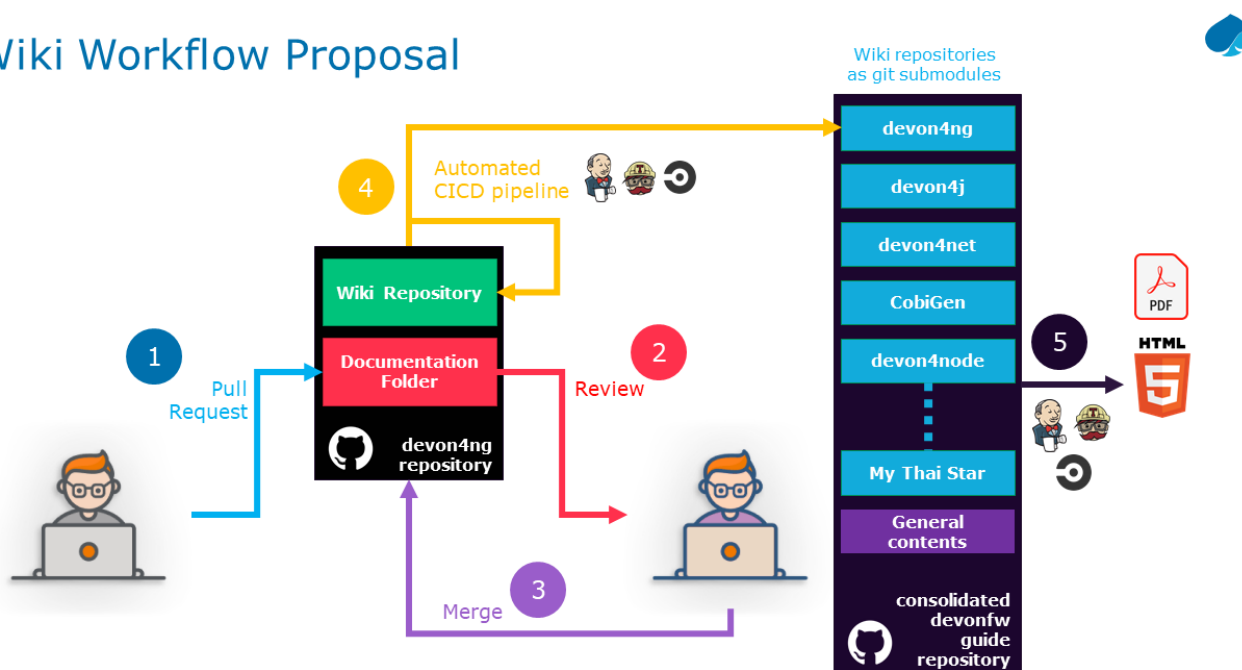 Wiki Workflow Proposal
Wiki repositories
as git submodules
devon4ng
4
Automated
CICD pipeline
devon4j
devon4net
Wiki Repository
CobiGen
PDF
1
2
5
HTML
Documentation
Folder
devon4node
Pull
Request
Review
devon4ng
repository
My Thai Star
General
contents
3
Merge
consolidated
devonfw
guide
repository